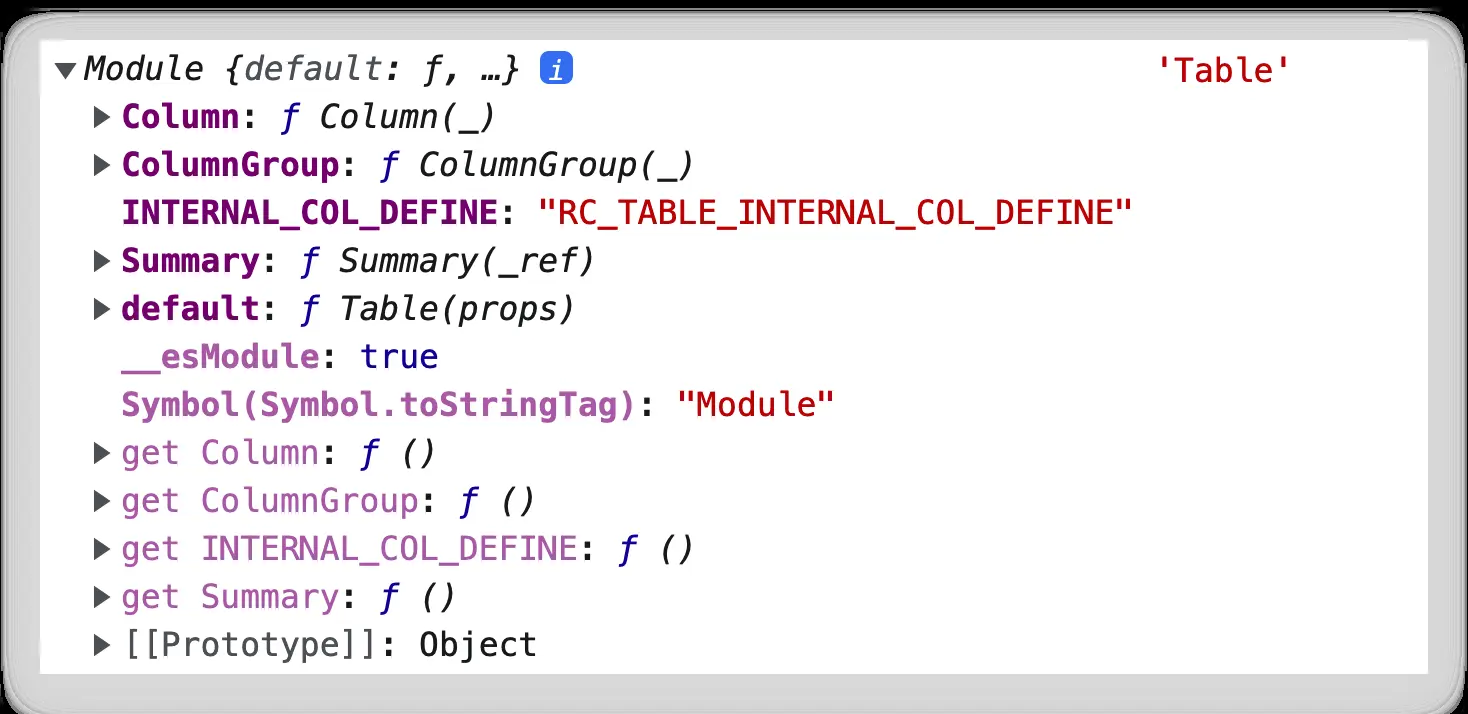 ▼Module {default: ƒ, …} i 'Table'
▶Column: ƒ Column(_)
▶ColumnGroup: ƒ ColumnGroup(_)
INTERNAL_COL_DEFINE: "RC_TABLE_INTERNAL_COL_DEFINE"
▶Summary: ƒ Summary(_ref)
▶default: ƒ Table(props)
__esModule: true
Symbol(Symbol.toStringTag): "Module"
▶get Column: ƒ ()
▶get ColumnGroup: ƒ ()
▶get INTERNAL_COL_DEFINE: ƒ ()
▶get Summary: ƒ ()
▶[[Prototype]]: Object